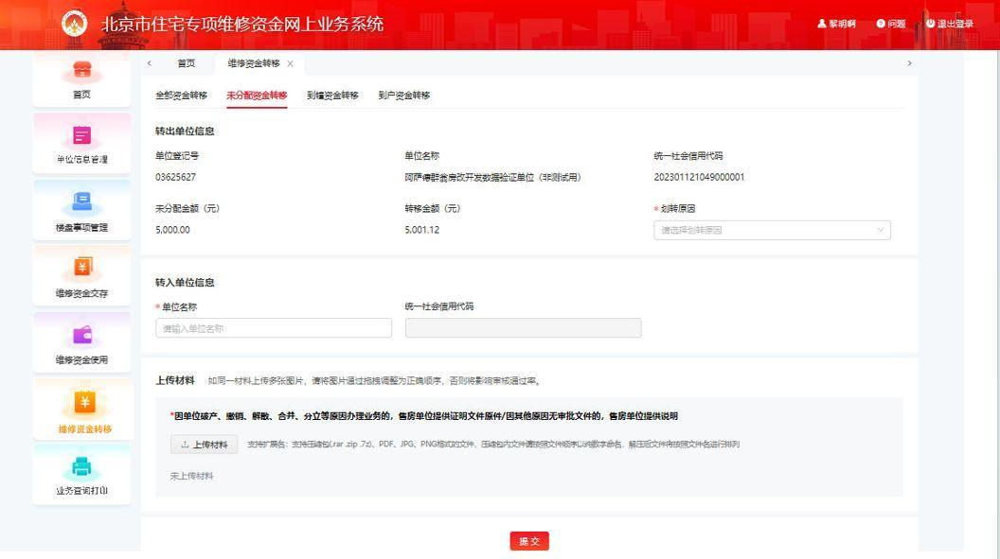 北京市住宅专项维修资金网上业务系统
黎明啊 问题 退出登录
首页 维修资金转移
首页
单位信息管理
楼盘事项管理
维修资金交存
维修资金使用
维修资金转移
业务查询打印
全部资金转移 未分配资金转移 到幢资金转移 到户资金转移
转出单位信息
单位登记号 单位名称 统一社会信用代码
03625627 阿萨德群翁房改开发数据验证单位(非测试用) 202301121049000001
未分配金额(元) 转移金额(元) * 划转原因
5,000.00 5,001.12 请选择划转原因
转入单位信息
* 单位名称 统一社会信用代码
请输入单位名称
上传材料 如同一材料上传多张图片,请将图片通过拖拽调整为正确顺序,否则将影响审核通过率。
*因单位破产、撤销、解散、合并、分立等原因办理业务的,售房单位提供证明文件原件/因其他原因无审批文件的,售房单位提供说明
上传材料 支持扩展名:支持压缩包(.rar .zip .7z)、PDF、JPG、PNG格式的文件,压缩包内文件请按照文件顺序以纯数字命名,解压后文件将按照文件名进行排列
未上传材料
提 交